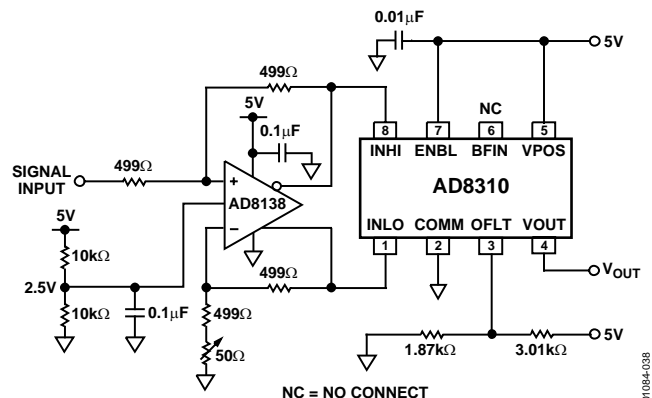 0.01μF
5V
499Ω
5V
NC
0.1μF
8 7 6 5
INHI ENBL BFIN VPOS
SIGNAL
INPUT
499Ω
+
AD8138
−
AD8310
5V
10kΩ
INLO COMM OFLT VOUT
1 2 3 4
2.5V
499Ω
VOUT
10kΩ
0.1μF
499Ω
50Ω
1.87kΩ
3.01kΩ
5V
NC = NO CONNECT
01084-038